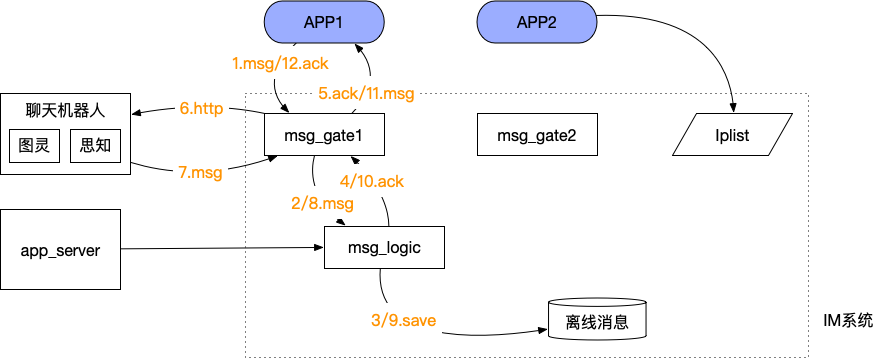 APP1
APP2
1.msg/12.ack
5.ack/11.msg
聊天机器人
图灵
思知
6.http
msg_gate1
msg_gate2
Iplist
7.msg
4/10.ack
2/8.msg
app_server
msg_logic
3/9.save
离线消息
IM系统